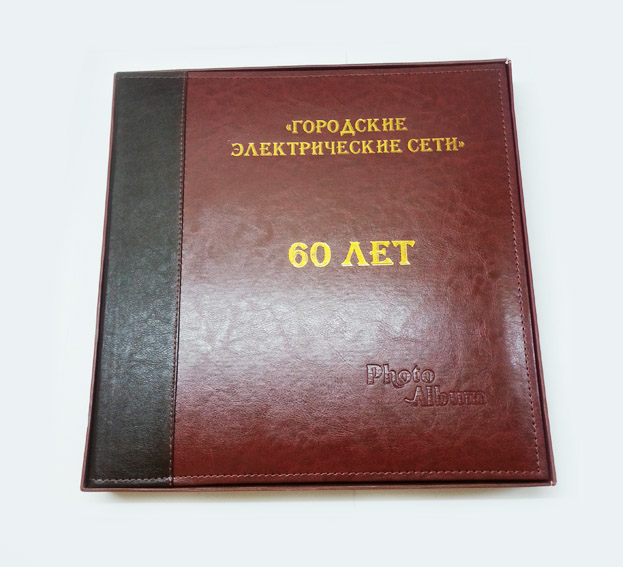 «ГОРОДСКИЕ
ЭЛЕКТРИЧЕСКИЕ СЕТИ»
60 ЛЕТ
Photo
Album